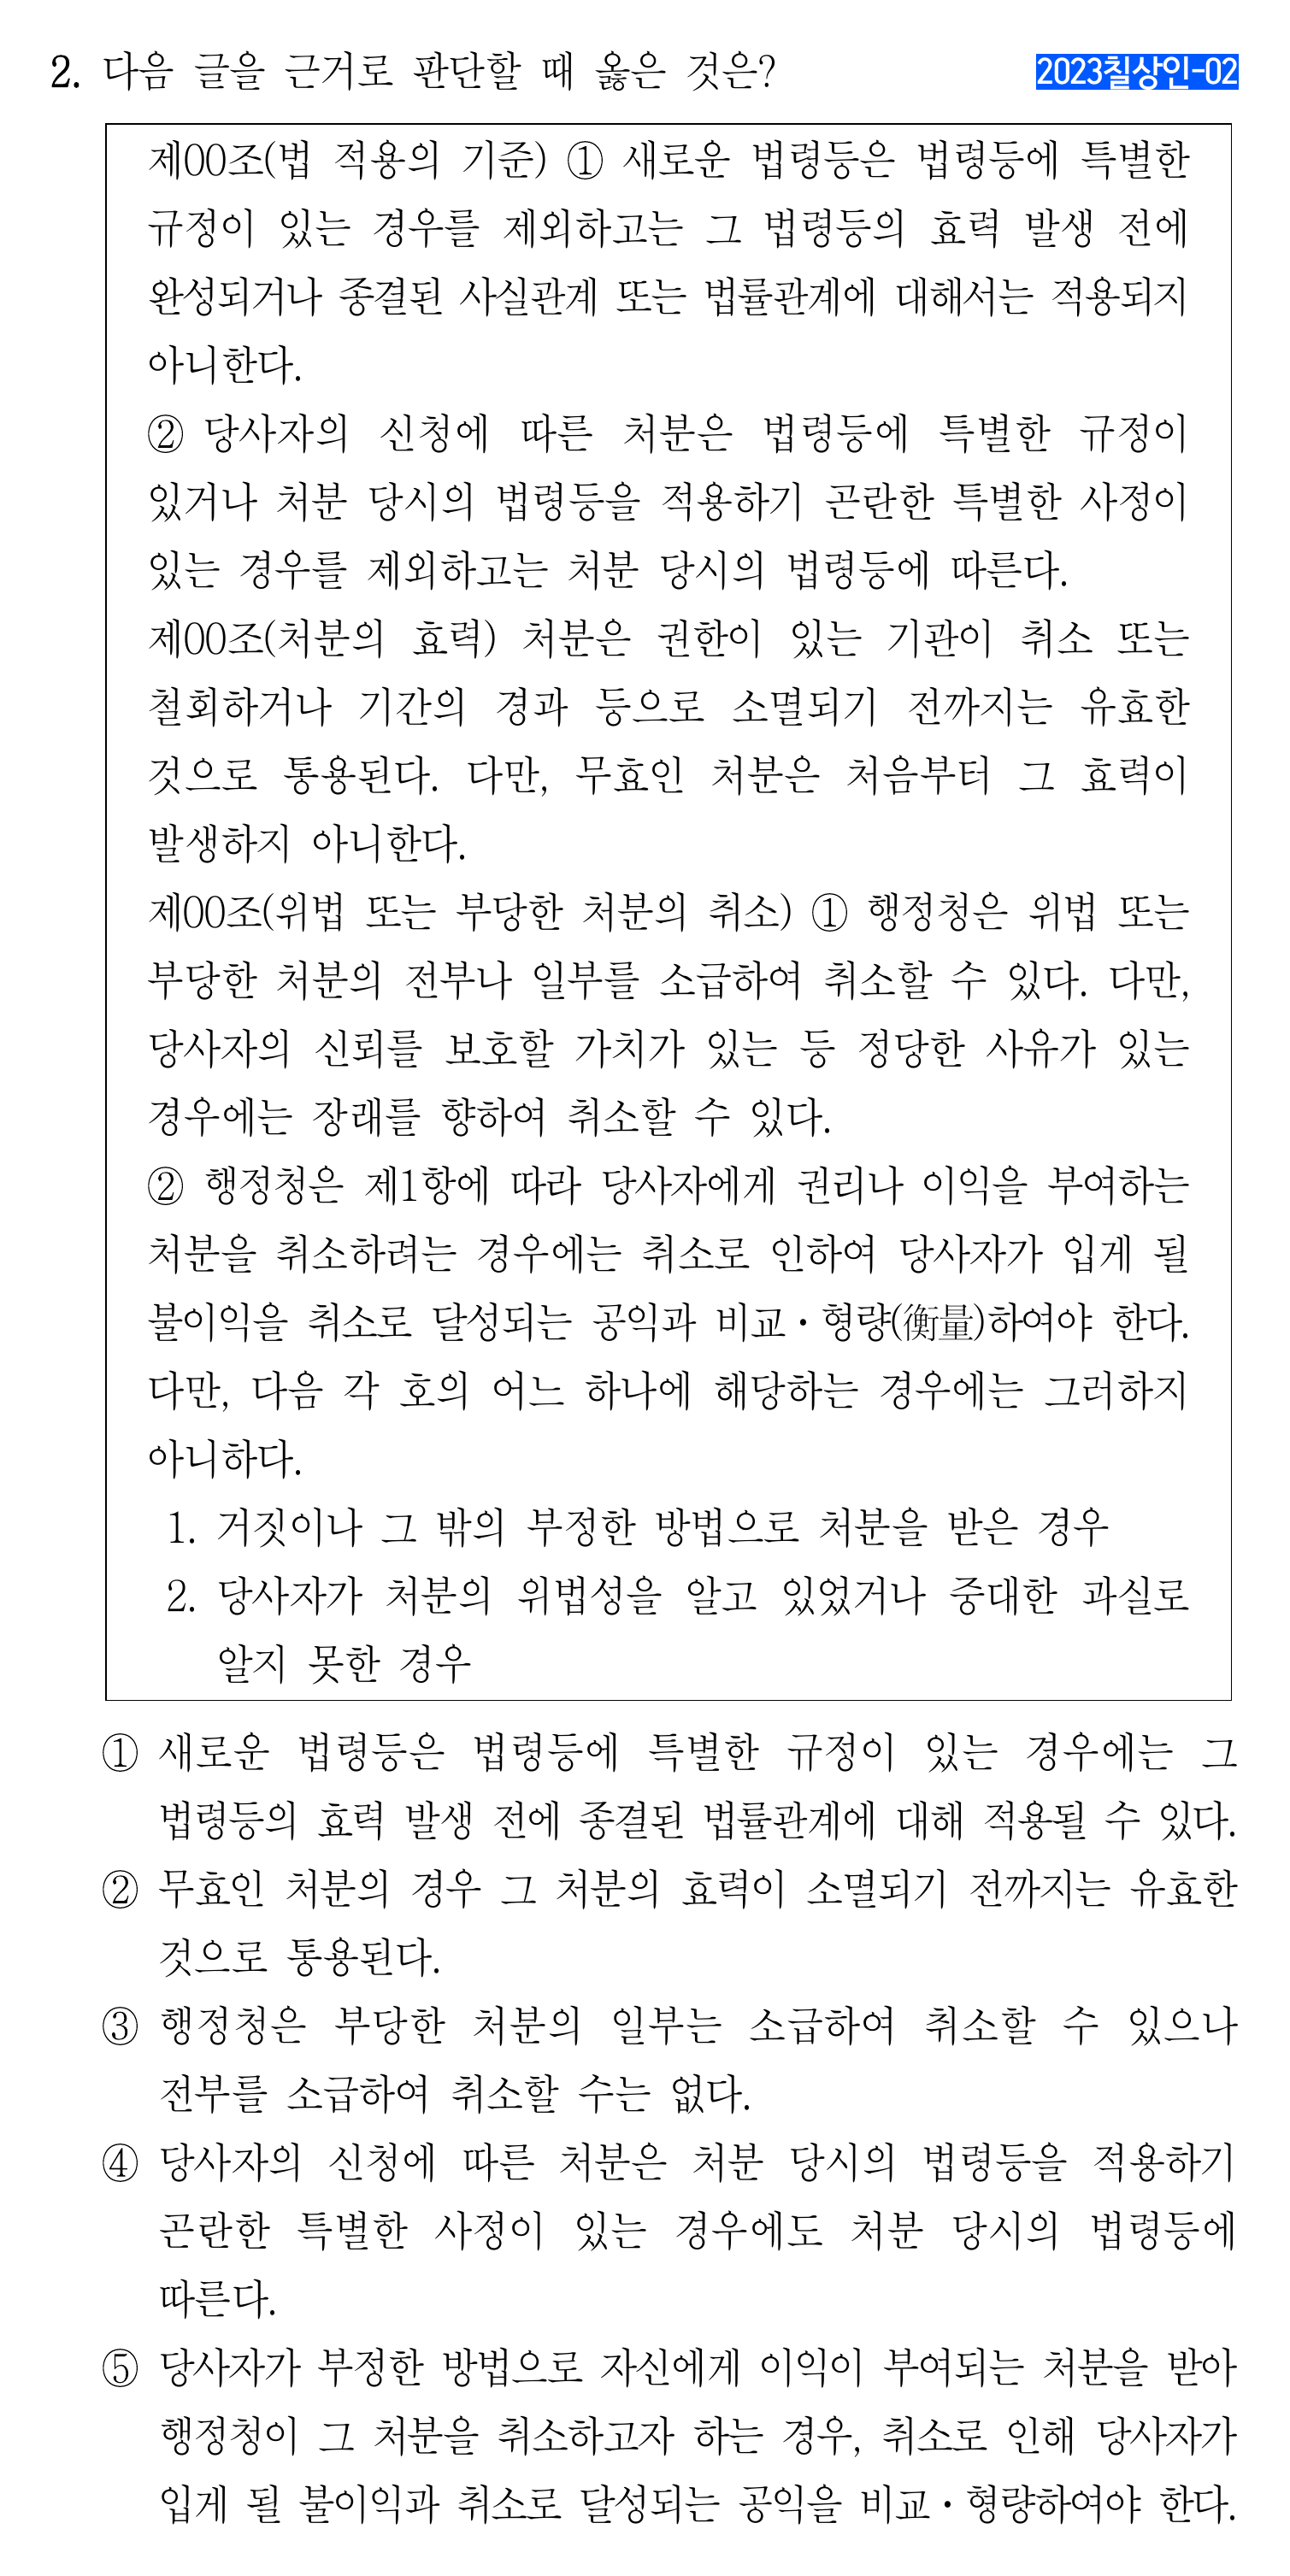 2. 다음 글을 근거로 판단할 때 옳은 것은?
2023칠상인-02
제00조(법 적용의 기준) ① 새로운 법령등은 법령등에 특별한
규정이 있는 경우를 제외하고는 그 법령등의 효력 발생 전에
완성되거나 종결된 사실관계 또는 법률관계에 대해서는 적용되지
아니한다.
② 당사자의 신청에 따른 처분은 법령등에 특별한 규정이
있거나 처분 당시의 법령등을 적용하기 곤란한 특별한 사정이
있는 경우를 제외하고는 처분 당시의 법령등에 따른다.
제00조(처분의 효력) 처분은 권한이 있는 기관이 취소 또는
철회하거나 기간의 경과 등으로 소멸되기 전까지는 유효한
것으로 통용된다. 다만, 무효인 처분은 처음부터 그 효력이
발생하지 아니한다.
제00조(위법 또는 부당한 처분의 취소) ① 행정청은 위법 또는
부당한 처분의 전부나 일부를 소급하여 취소할 수 있다. 다만,
당사자의 신뢰를 보호할 가치가 있는 등 정당한 사유가 있는
경우에는 장래를 향하여 취소할 수 있다.
② 행정청은 제1항에 따라 당사자에게 권리나 이익을 부여하는
처분을 취소하려는 경우에는 취소로 인하여 당사자가 입게 될
불이익을 취소로 달성되는 공익과 비교·형량(衡量)하여야 한다.
다만, 다음 각 호의 어느 하나에 해당하는 경우에는 그러하지
아니하다.
1. 거짓이나 그 밖의 부정한 방법으로 처분을 받은 경우
2. 당사자가 처분의 위법성을 알고 있었거나 중대한 과실로
알지 못한 경우
① 새로운 법령등은 법령등에 특별한 규정이 있는 경우에는 그
법령등의 효력 발생 전에 종결된 법률관계에 대해 적용될 수 있다.
② 무효인 처분의 경우 그 처분의 효력이 소멸되기 전까지는 유효한
것으로 통용된다.
③ 행정청은 부당한 처분의 일부는 소급하여 취소할 수 있으나
전부를 소급하여 취소할 수는 없다.
④ 당사자의 신청에 따른 처분은 처분 당시의 법령등을 적용하기
곤란한 특별한 사정이 있는 경우에도 처분 당시의 법령등에
따른다.
⑤ 당사자가 부정한 방법으로 자신에게 이익이 부여되는 처분을 받아
행정청이 그 처분을 취소하고자 하는 경우, 취소로 인해 당사자가
입게 될 불이익과 취소로 달성되는 공익을 비교·형량하여야 한다.